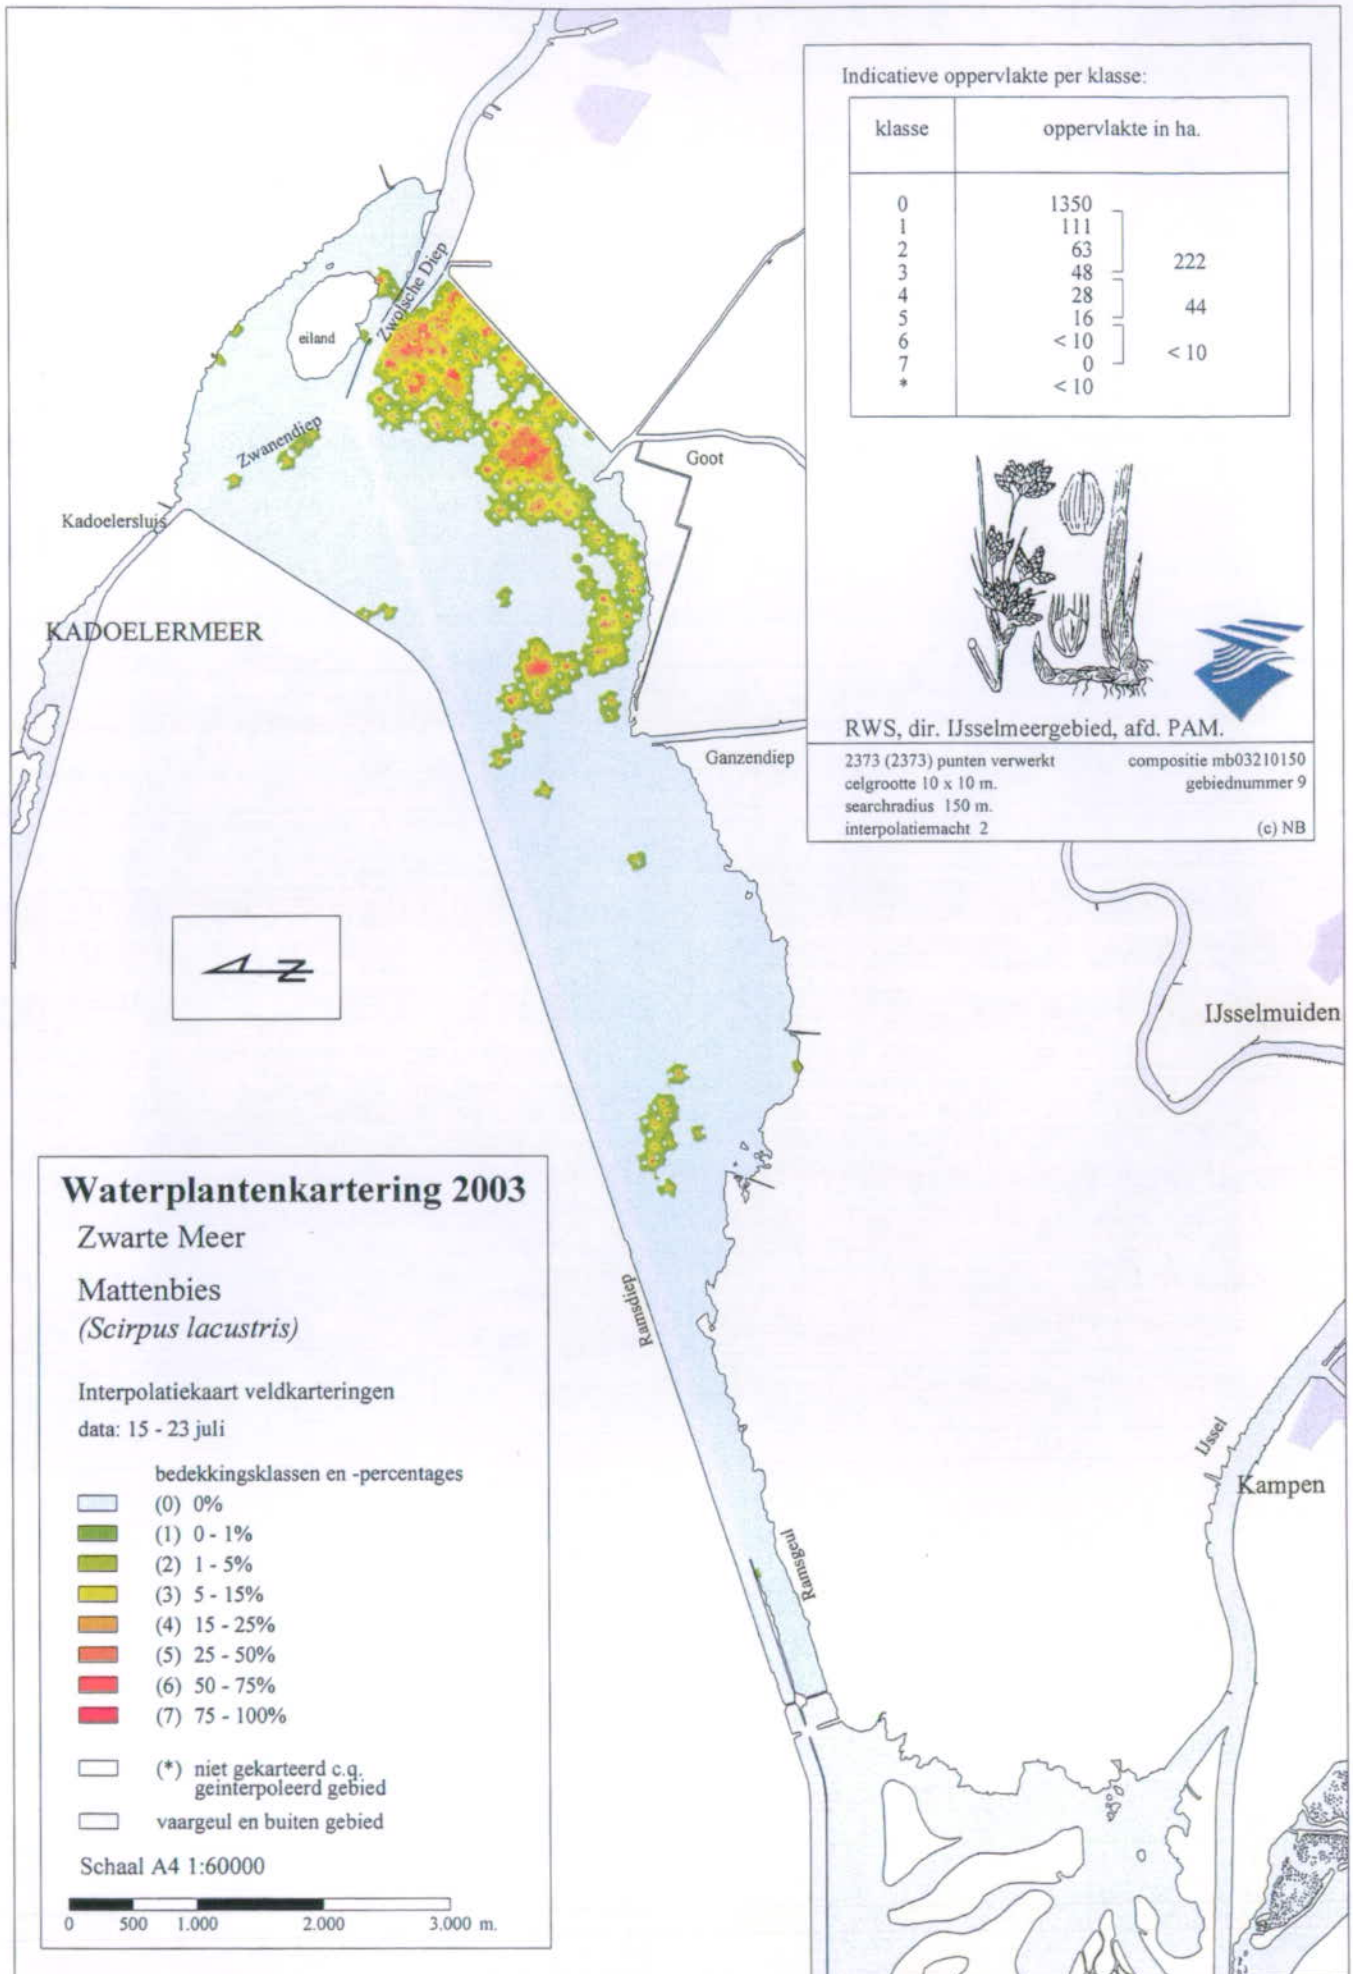 Indicatieve oppervlakte per klasse:
klasse oppervlakte in ha.
0 1350
1 111
2 63
3 48
222
4 28
5 16
44
6 < 10
7 0
< 10
* < 10
RWS, dir. IJsselmeergebied, afd. PAM.
2373 (2373) punten verwerkt compositie mb03210150
celgrootte 10 x 10 m. gebiednummer 9
searchradius 150 m.
interpolatiemacht 2 (c) NB
Zwolsche Diep
eiland
Zwanendiep
Goot
Kadoelersluis
KADOELERMEER
Ganzendiep
N
IJsselmuiden
Ramsdiep
IJssel
Kampen
Ramsgeul
Waterplantenkartering 2003
Zwarte Meer
Mattenbies
(Scirpus lacustris)
Interpolatiekaart veldkarteringen
data: 15 - 23 juli
bedekkingsklassen en -percentages
(0) 0%
(1) 0 - 1%
(2) 1 - 5%
(3) 5 - 15%
(4) 15 - 25%
(5) 25 - 50%
(6) 50 - 75%
(7) 75 - 100%
(*) niet gekarteerd c.q.
geinterpoleerd gebied
vaargeul en buiten gebied
Schaal A4 1:60000
0 500 1.000 2.000 3.000 m.